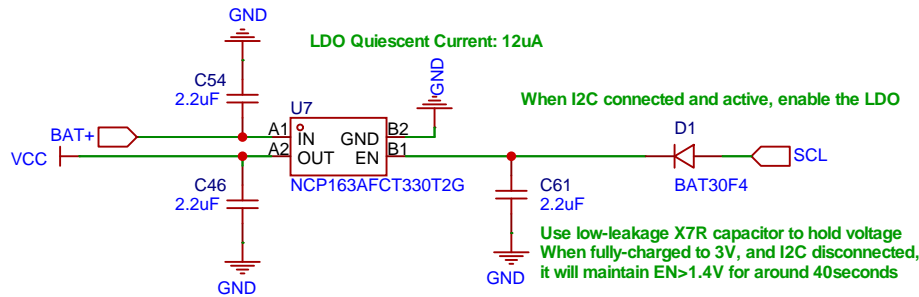 GND
LDO Quiescent Current: 12uA
GND
C54
2.2uF
U7
When I2C connected and active, enable the LDO
BAT+
A1
IN
GND
B2
D1
VCC
A2
OUT
EN
B1
SCL
NCP163AFCT330T2G
BAT30F4
C46
2.2uF
C61
2.2uF
GND
GND
Use low-leakage X7R capacitor to hold voltage
When fully-charged to 3V, and I2C disconnected,
it will maintain EN>1.4V for around 40seconds